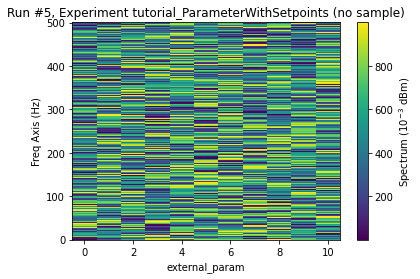 Run #5, Experiment tutorial_ParameterWithSetpoints (no sample)
500
400
300
200
100
0
Freq Axis (Hz)
0 2 4 6 8 10
external_param
800
600
400
200
Spectrum (10⁻³ dBm)